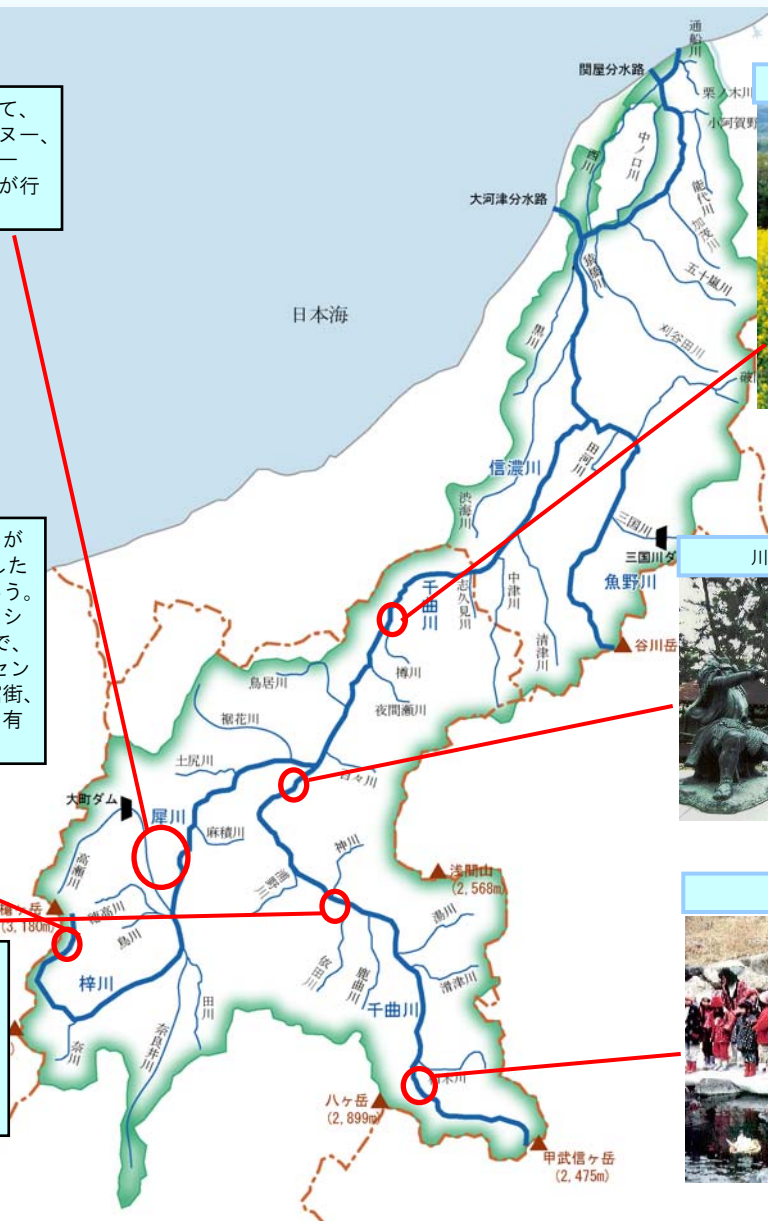 通船川
関屋分水路
栗ノ木川
小阿賀野
て、
ヌー、
ー
が行
西川
中ノ口川
能代川
大河津分水路
加茂川
五十嵐川
猿橋川
日本海
黒川
刈谷田川
信濃川
田河川
渋海川
が
した
う。
シ
で、
セン
街、
有
三国川
三国川ダ
川
千曲川
志久見川
中津川
清津川
魚野川
谷川岳
樽川
夜間瀬川
鳥居川
裾花川
土尻川
大町ダム
犀川
麻績川
高瀬川
神川
浦野川
浅間山
(2,568m)
槍ヶ岳
(3,180m)
穂高川
烏川
湯川
依田川
鹿曲川
滑津川
梓川
千曲川
田川
奈良井川
奈川
八ヶ岳
(2,899m)
甲武信ヶ岳
(2,475m)